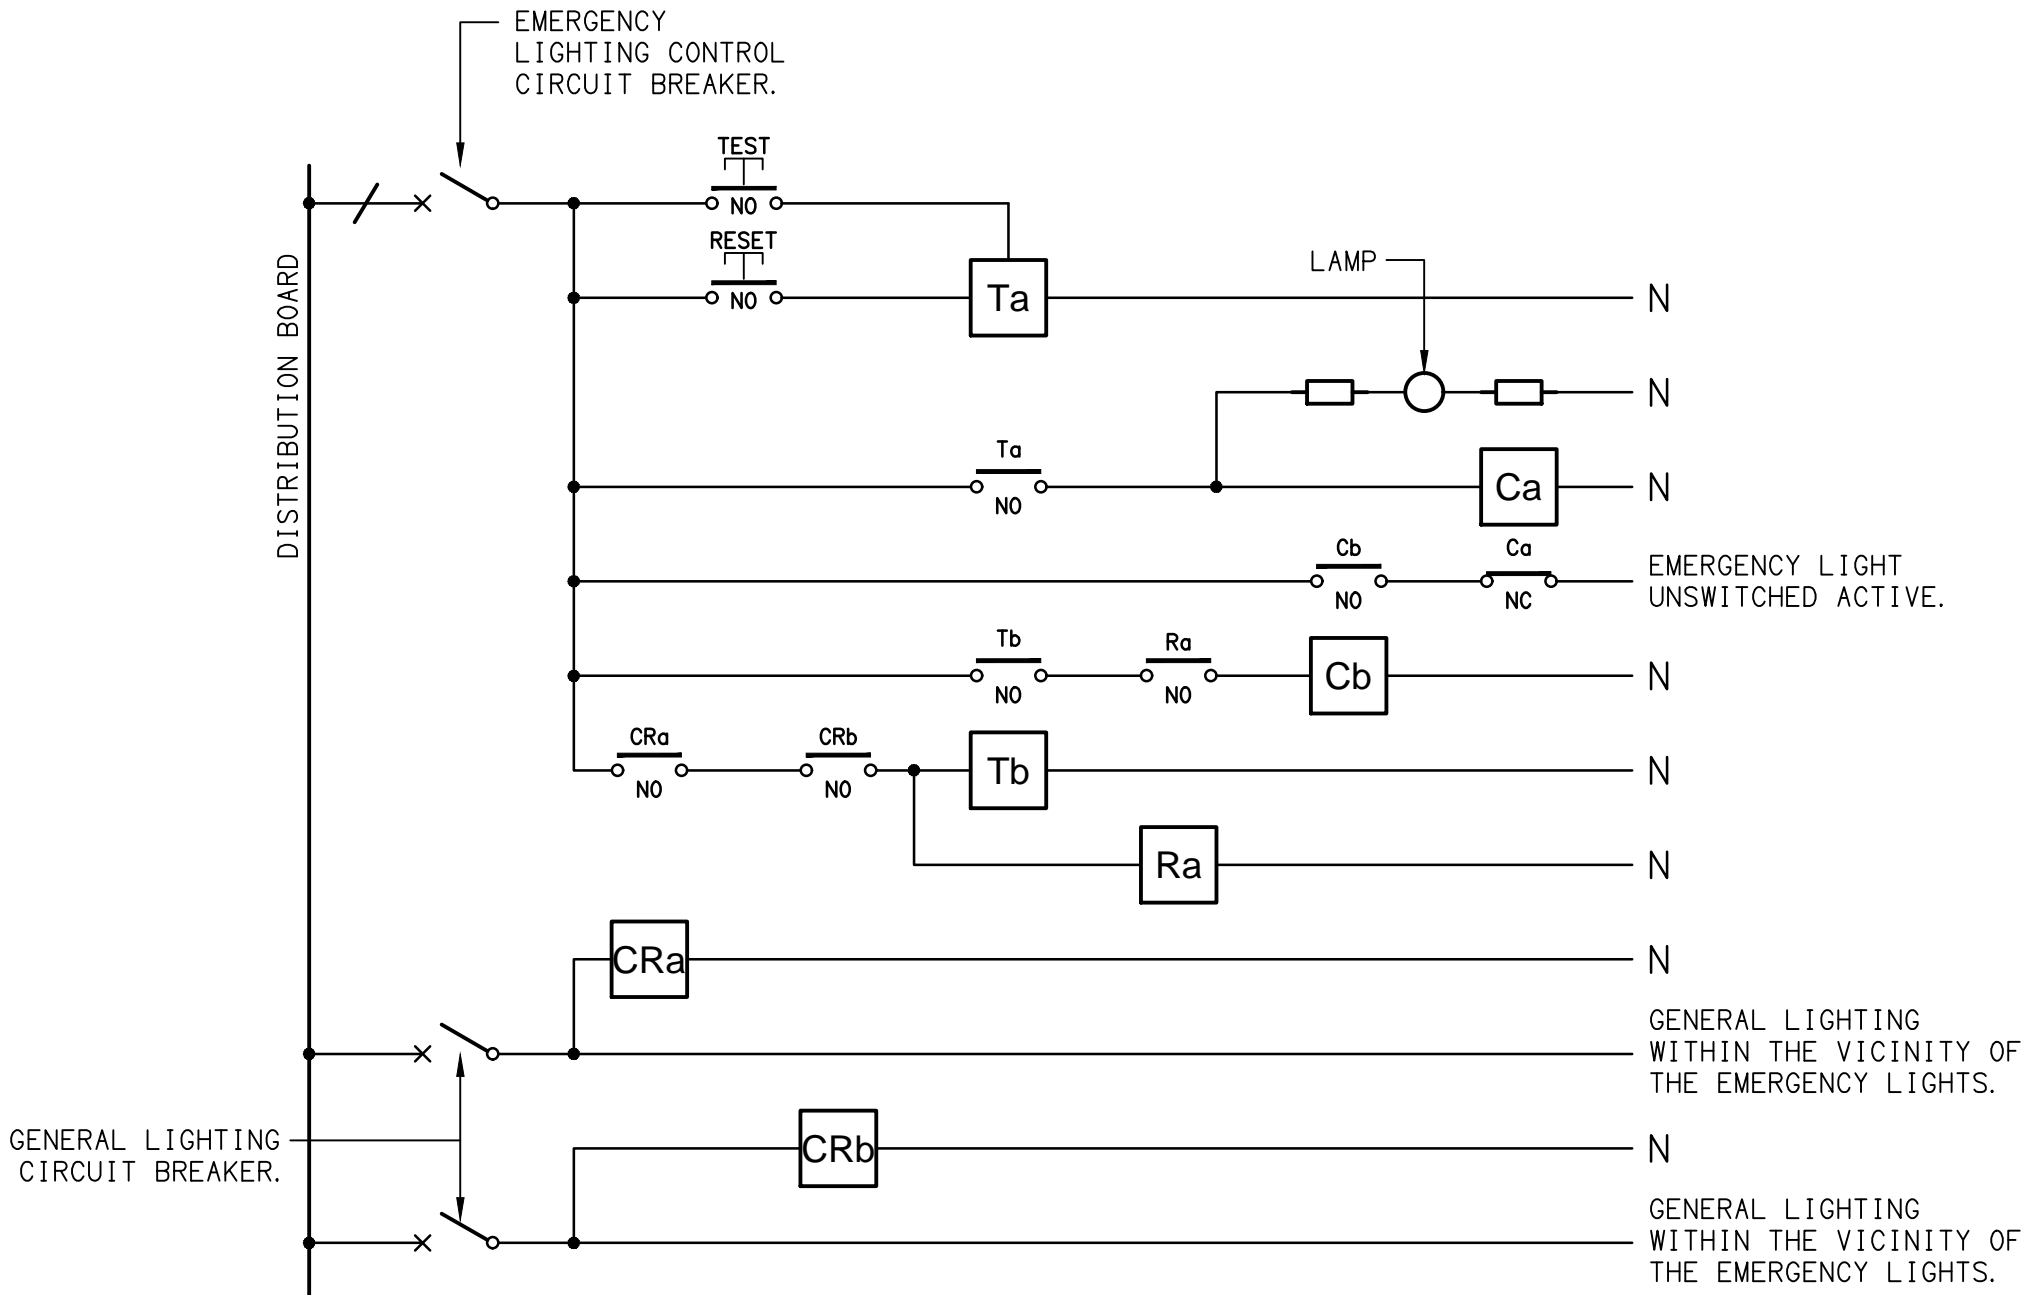 EMERGENCY
LIGHTING CONTROL
CIRCUIT BREAKER.
TEST
NO
RESET
NO
Ta
N
LAMP
N
DISTRIBUTION BOARD
Ta
NO
Ca
N
Cb
NO
Ca
NC
EMERGENCY LIGHT
UNSWITCHED ACTIVE.
Tb
NO
Ra
NO
Cb
N
CRa
NO
CRb
NO
Tb
N
Ra
N
CRa
N
GENERAL LIGHTING
WITHIN THE VICINITY OF
THE EMERGENCY LIGHTS.
GENERAL LIGHTING
CIRCUIT BREAKER.
CRb
N
GENERAL LIGHTING
WITHIN THE VICINITY OF
THE EMERGENCY LIGHTS.